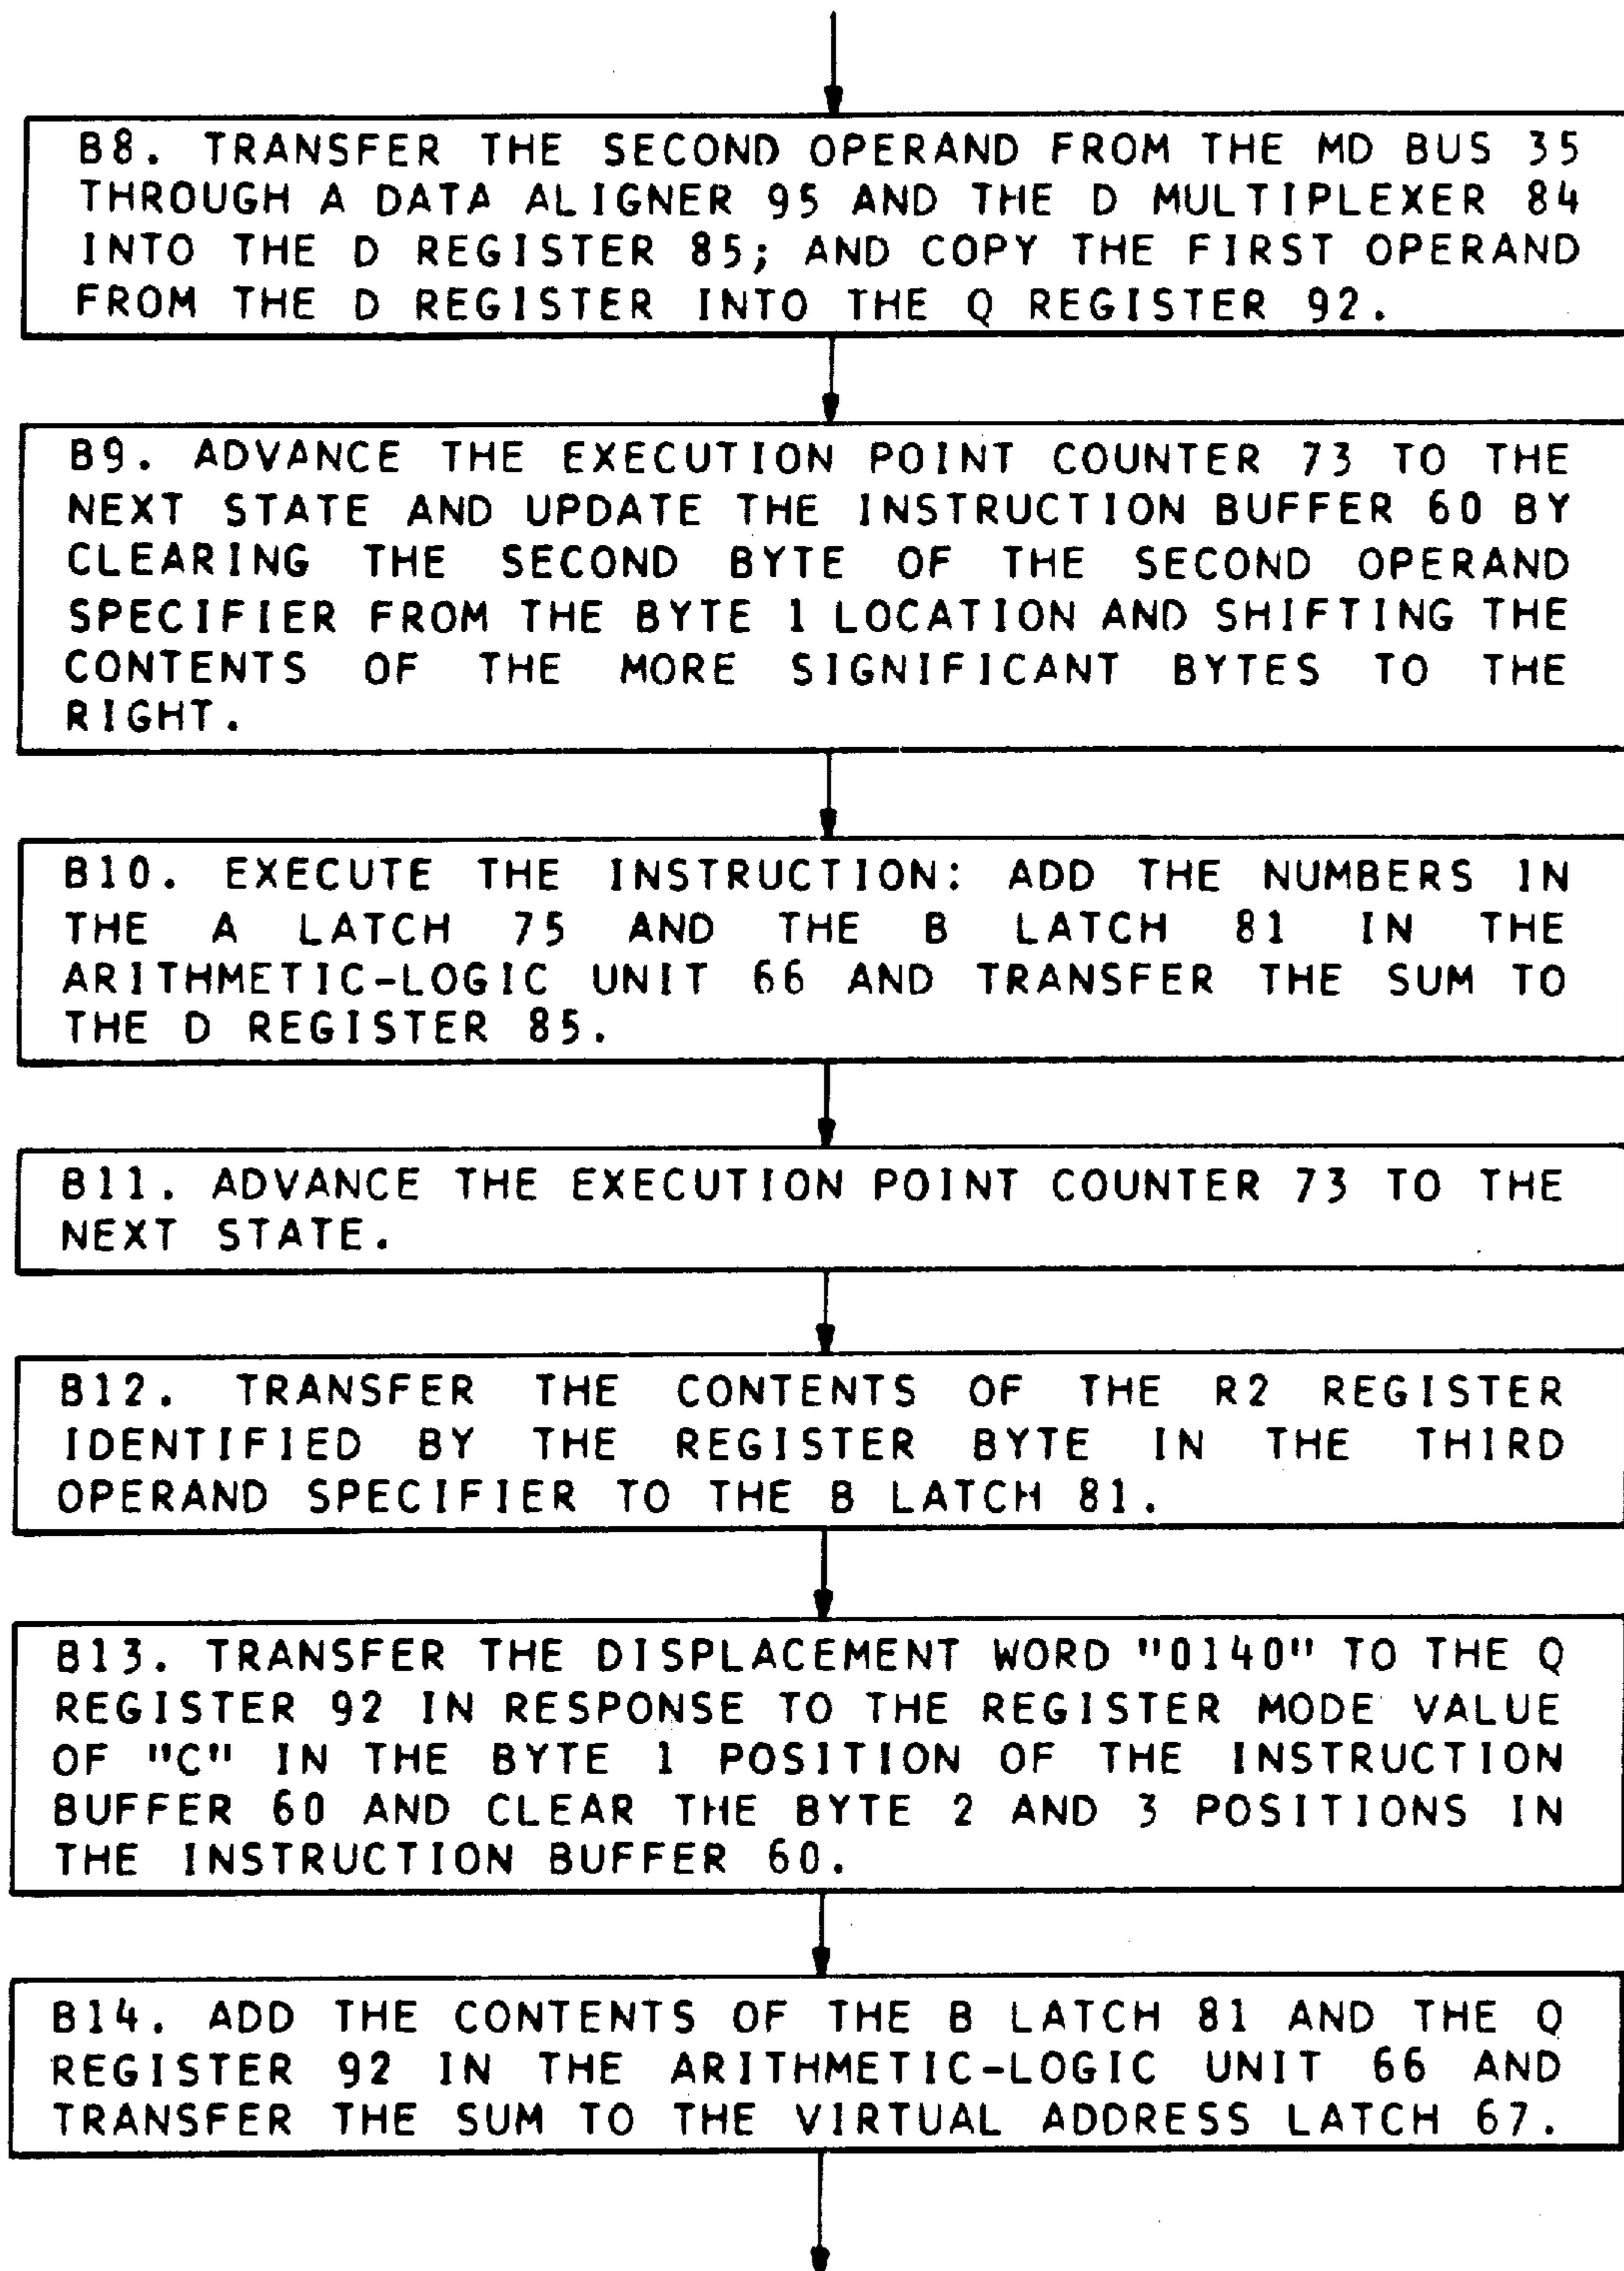 B8. TRANSFER THE SECOND OPERAND FROM THE MD BUS 35
THROUGH A DATA ALIGNER 95 AND THE D MULTIPLEXER 84
INTO THE D REGISTER 85; AND COPY THE FIRST OPERAND
FROM THE D REGISTER INTO THE Q REGISTER 92.
B9. ADVANCE THE EXECUTION POINT COUNTER 73 TO THE
NEXT STATE AND UPDATE THE INSTRUCTION BUFFER 60 BY
CLEARING THE SECOND BYTE OF THE SECOND OPERAND
SPECIFIER FROM THE BYTE 1 LOCATION AND SHIFTING THE
CONTENTS OF THE MORE SIGNIFICANT BYTES TO THE
RIGHT.
B10. EXECUTE THE INSTRUCTION: ADD THE NUMBERS IN
THE A LATCH 75 AND THE B LATCH 81 IN THE
ARITHMETIC-LOGIC UNIT 66 AND TRANSFER THE SUM TO
THE D REGISTER 85.
B11. ADVANCE THE EXECUTION POINT COUNTER 73 TO THE
NEXT STATE.
B12. TRANSFER THE CONTENTS OF THE R2 REGISTER
IDENTIFIED BY THE REGISTER BYTE IN THE THIRD
OPERAND SPECIFIER TO THE B LATCH 81.
B13. TRANSFER THE DISPLACEMENT WORD "0140" TO THE Q
REGISTER 92 IN RESPONSE TO THE REGISTER MODE VALUE
OF "C" IN THE BYTE 1 POSITION OF THE INSTRUCTION
BUFFER 60 AND CLEAR THE BYTE 2 AND 3 POSITIONS IN
THE INSTRUCTION BUFFER 60.
B14. ADD THE CONTENTS OF THE B LATCH 81 AND THE Q
REGISTER 92 IN THE ARITHMETIC-LOGIC UNIT 66 AND
TRANSFER THE SUM TO THE VIRTUAL ADDRESS LATCH 67.